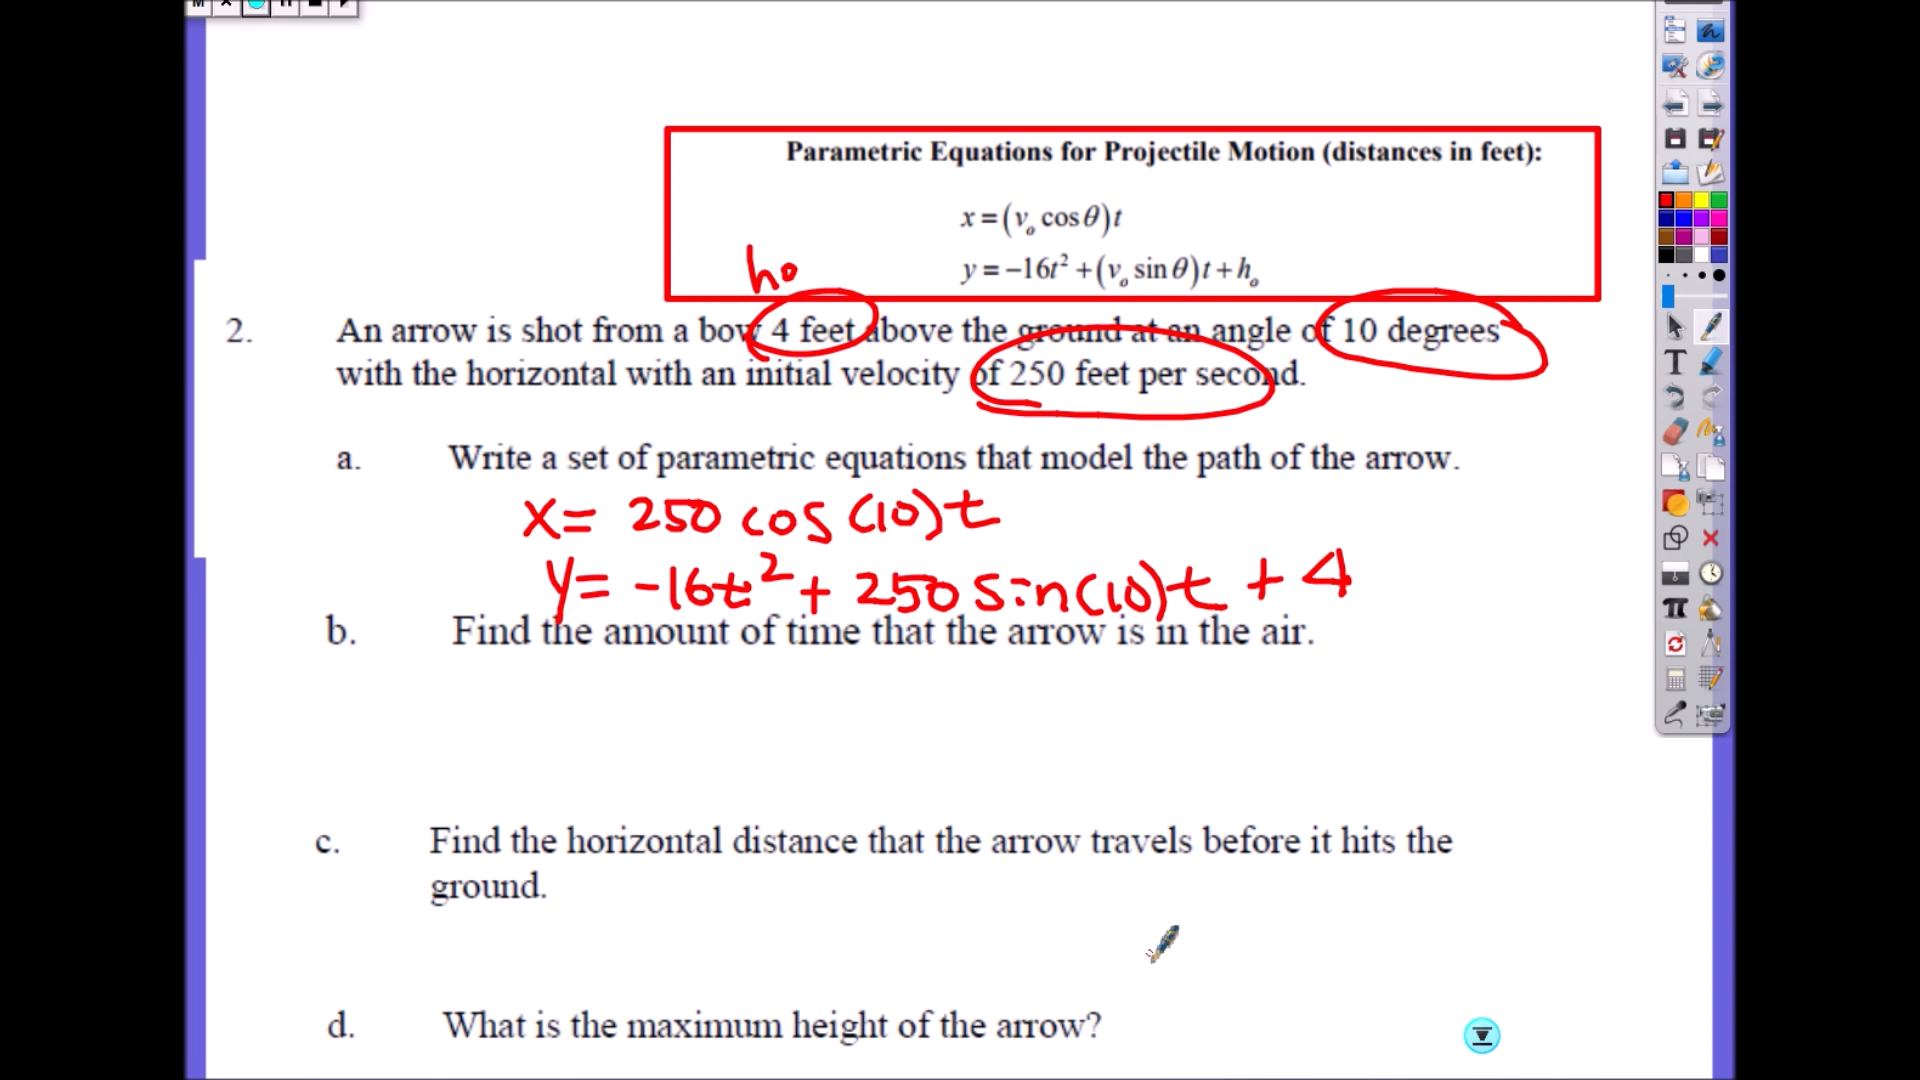 Parametric Equations for Projectile Motion (distances in feet):
x = (v₀ cos θ)t
y = −16t² + (v₀ sin θ)t + h₀
h₀
2. An arrow is shot from a bow 4 feet above the ground at an angle of 10 degrees
with the horizontal with an initial velocity of 250 feet per second.
a. Write a set of parametric equations that model the path of the arrow.
x = 250 cos (10)t
y = -16t² + 250 sin(10)t + 4
b. Find the amount of time that the arrow is in the air.
c. Find the horizontal distance that the arrow travels before it hits the
ground.
d. What is the maximum height of the arrow?